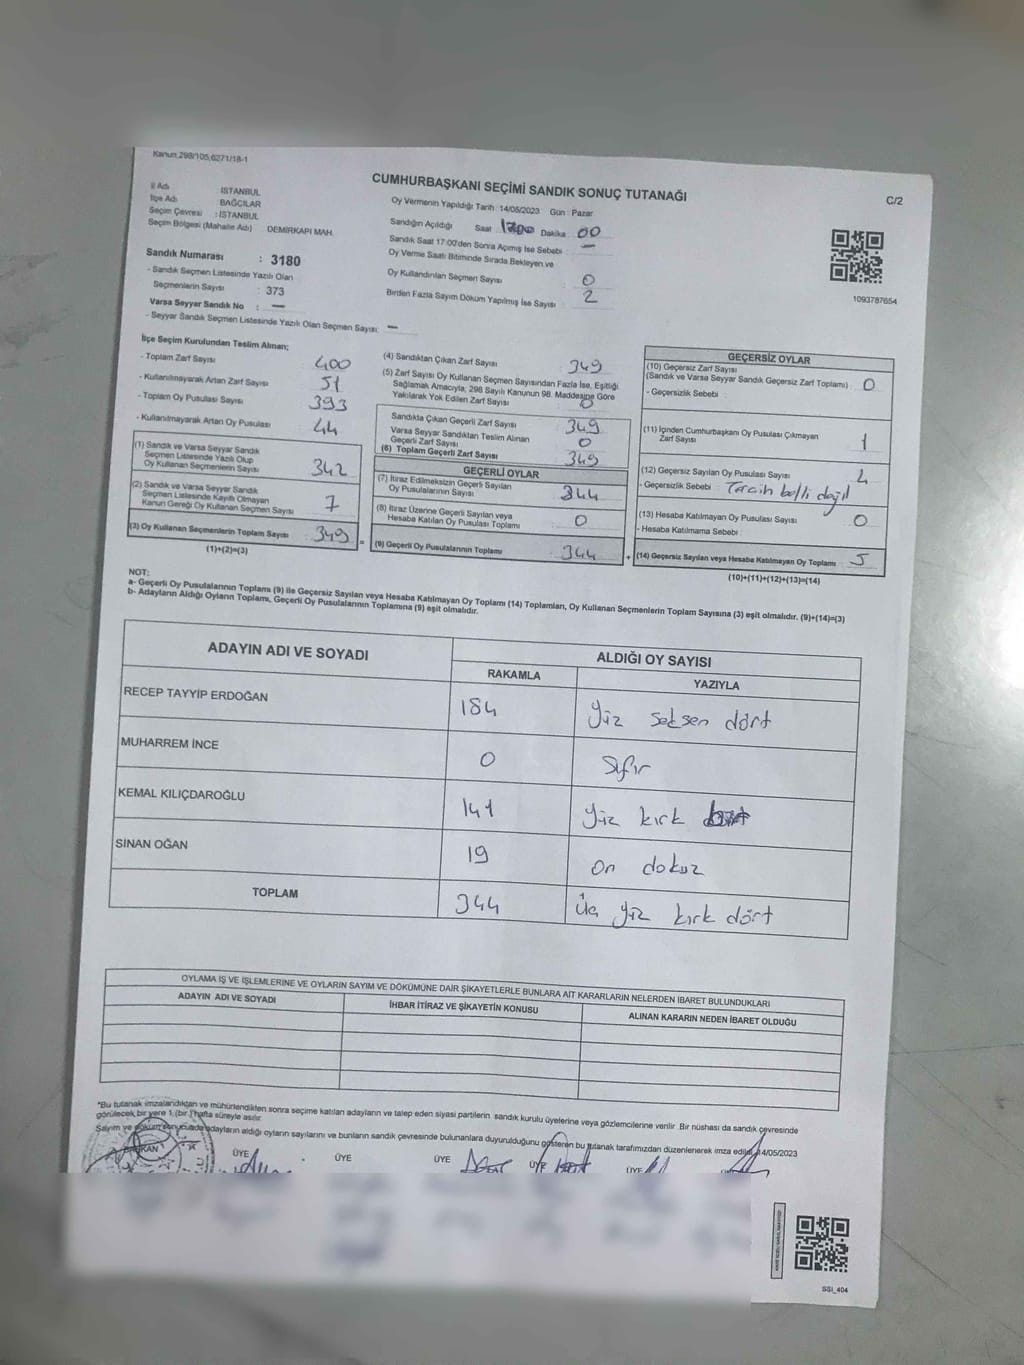 Kanun,298/105,6271/18-1
CUMHURBAŞKANI SEÇİMİ SANDIK SONUÇ TUTANAĞI
C/2
İl Adı İSTANBUL
İlçe Adı BAĞCILAR
Seçim Çevresi : İSTANBUL
Seçim Bölgesi (Mahalle Adı) DEMİRKAPI MAH.
Sandık Numarası : 3180
- Sandık Seçmen Listesinde Yazılı Olan
Seçmenlerin Sayısı : 373
Varsa Seyyar Sandık No : —
- Seyyar Sandık Seçmen Listesinde Yazılı Olan Seçmen Sayısı: —
Oy Vermenin Yapıldığı Tarih : 14/05/2023 Gün : Pazar
Sandığın Açıldığı Saat Dakika 00
Sandık Saat 17:00'den Sonra Açılmış İse Sebebi : —
Oy Verme Saati Bitiminde Sırada Bekleyen ve
Oy Kullandırılan Seçmen Sayısı : 0
Birden Fazla Sayım Döküm Yapılmış İse Sayısı : 2
1093787654
İlçe Seçim Kurulundan Teslim Alınan;
- Toplam Zarf Sayısı : 400
- Kullanılmayarak Artan Zarf Sayısı : 51
- Toplam Oy Pusulası Sayısı : 393
- Kullanılmayarak Artan Oy Pusulası : 44
(1) Sandık ve Varsa Seyyar Sandık
Seçmen Listesinde Yazılı Olup
Oy Kullanan Seçmenlerin Sayısı : 342
(2) Sandık ve Varsa Seyyar Sandık
Seçmen Listesinde Kayıtlı Olmayan
Kanun Gereği Oy Kullanan Seçmen Sayısı : 7
(3) Oy Kullanan Seçmenlerin Toplam Sayısı : 349
(1)+(2)=(3)
(4) Sandıktan Çıkan Zarf Sayısı : 349
(5) Zarf Sayısı Oy Kullanan Seçmen Sayısından Fazla İse, Eşitliği
Sağlamak Amacıyla, 298 Sayılı Kanunun 98. Maddesine Göre
Yakılarak Yok Edilen Zarf Sayısı : 0
Sandıkta Çıkan Geçerli Zarf Sayısı : 349
Varsa Seyyar Sandıktan Teslim Alınan
Geçerli Zarf Sayısı : 0
(6) Toplam Geçerli Zarf Sayısı : 349
GEÇERLİ OYLAR
(7) İtiraz Edilmeksizin Geçerli Sayılan
Oy Pusulalarının Sayısı : 344
(8) İtiraz Üzerine Geçerli Sayılan veya
Hesaba Katılan Oy Pusulası Toplamı : 0
= (9) Geçerli Oy Pusulalarının Toplamı : 344
GEÇERSİZ OYLAR
(10) Geçersiz Zarf Sayısı
(Sandık ve Varsa Seyyar Sandık Geçersiz Zarf Toplamı) : 0
- Geçersizlik Sebebi :
(11) İçinden Cumhurbaşkanı Oy Pusulası Çıkmayan
Zarf Sayısı : 1
(12) Geçersiz Sayılan Oy Pusulası Sayısı : 4
- Geçersizlik Sebebi : Tercih belli değil
(13) Hesaba Katılmayan Oy Pusulası Sayısı : 0
- Hesaba Katılmama Sebebi :
+ (14) Geçersiz Sayılan veya Hesaba Katılmayan Oy Toplamı : 5
(10)+(11)+(12)+(13)=(14)
NOT:
a- Geçerli Oy Pusulalarının Toplamı (9) ile Geçersiz Sayılan veya Hesaba Katılmayan Oy Toplamı (14) Toplamları, Oy Kullanan Seçmenlerin Toplam Sayısına (3) eşit olmalıdır. (9)+(14)=(3)
b- Adayların Aldığı Oyların Toplamı, Geçerli Oy Pusulalarının Toplamına (9) eşit olmalıdır.
ADAYIN ADI VE SOYADI ALDIĞI OY SAYISI
RAKAMLA YAZIYLA
RECEP TAYYİP ERDOĞAN 184 yüz seksen dört
MUHARREM İNCE 0 Sıfır
KEMAL KILIÇDAROĞLU 141 yüz kırk
SİNAN OĞAN 19 on dokuz
TOPLAM 344 üç yüz kırk dört
OYLAMA İŞ VE İŞLEMLERİNE VE OYLARIN SAYIM VE DÖKÜMÜNE DAİR ŞİKAYETLERLE BUNLARA AİT KARARLARIN NELERDEN İBARET BULUNDUKLARI
ADAYIN ADI VE SOYADI İHBAR İTİRAZ VE ŞİKAYETİN KONUSU ALINAN KARARIN NEDEN İBARET OLDUĞU
*Bu tutanak imzalandıktan ve mühürlendikten sonra seçime katılan adayların ve talep eden siyasi partilerin sandık kurulu üyelerine veya gözlemcilerine verilir. Bir nüshası da sandık çevresinde
görülecek bir yere 1 (bir) hafta süreyle asılır.
Sayım ve döküm sonucunda adayların aldığı oyların sayılarını ve bunların sandık çevresinde bulunanlara duyurulduğunu gösteren bu tutanak tarafımızdan düzenlenerek imza edildi. 14/05/2023
BAŞKAN ÜYE ÜYE ÜYE ÜYE ÜYE
SSI_404